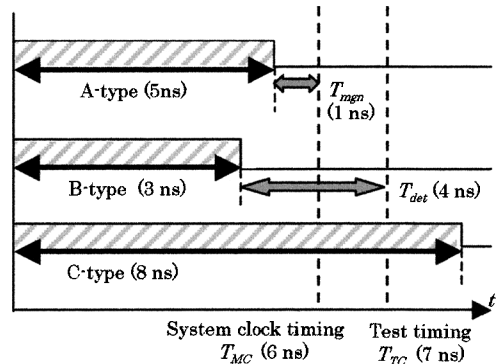 A-type (5ns)
T_mgn
(1 ns)
B-type (3 ns)
T_det (4 ns)
C-type (8 ns)
t
System clock timing
T_MC (6 ns)
Test timing
T_TC (7 ns)